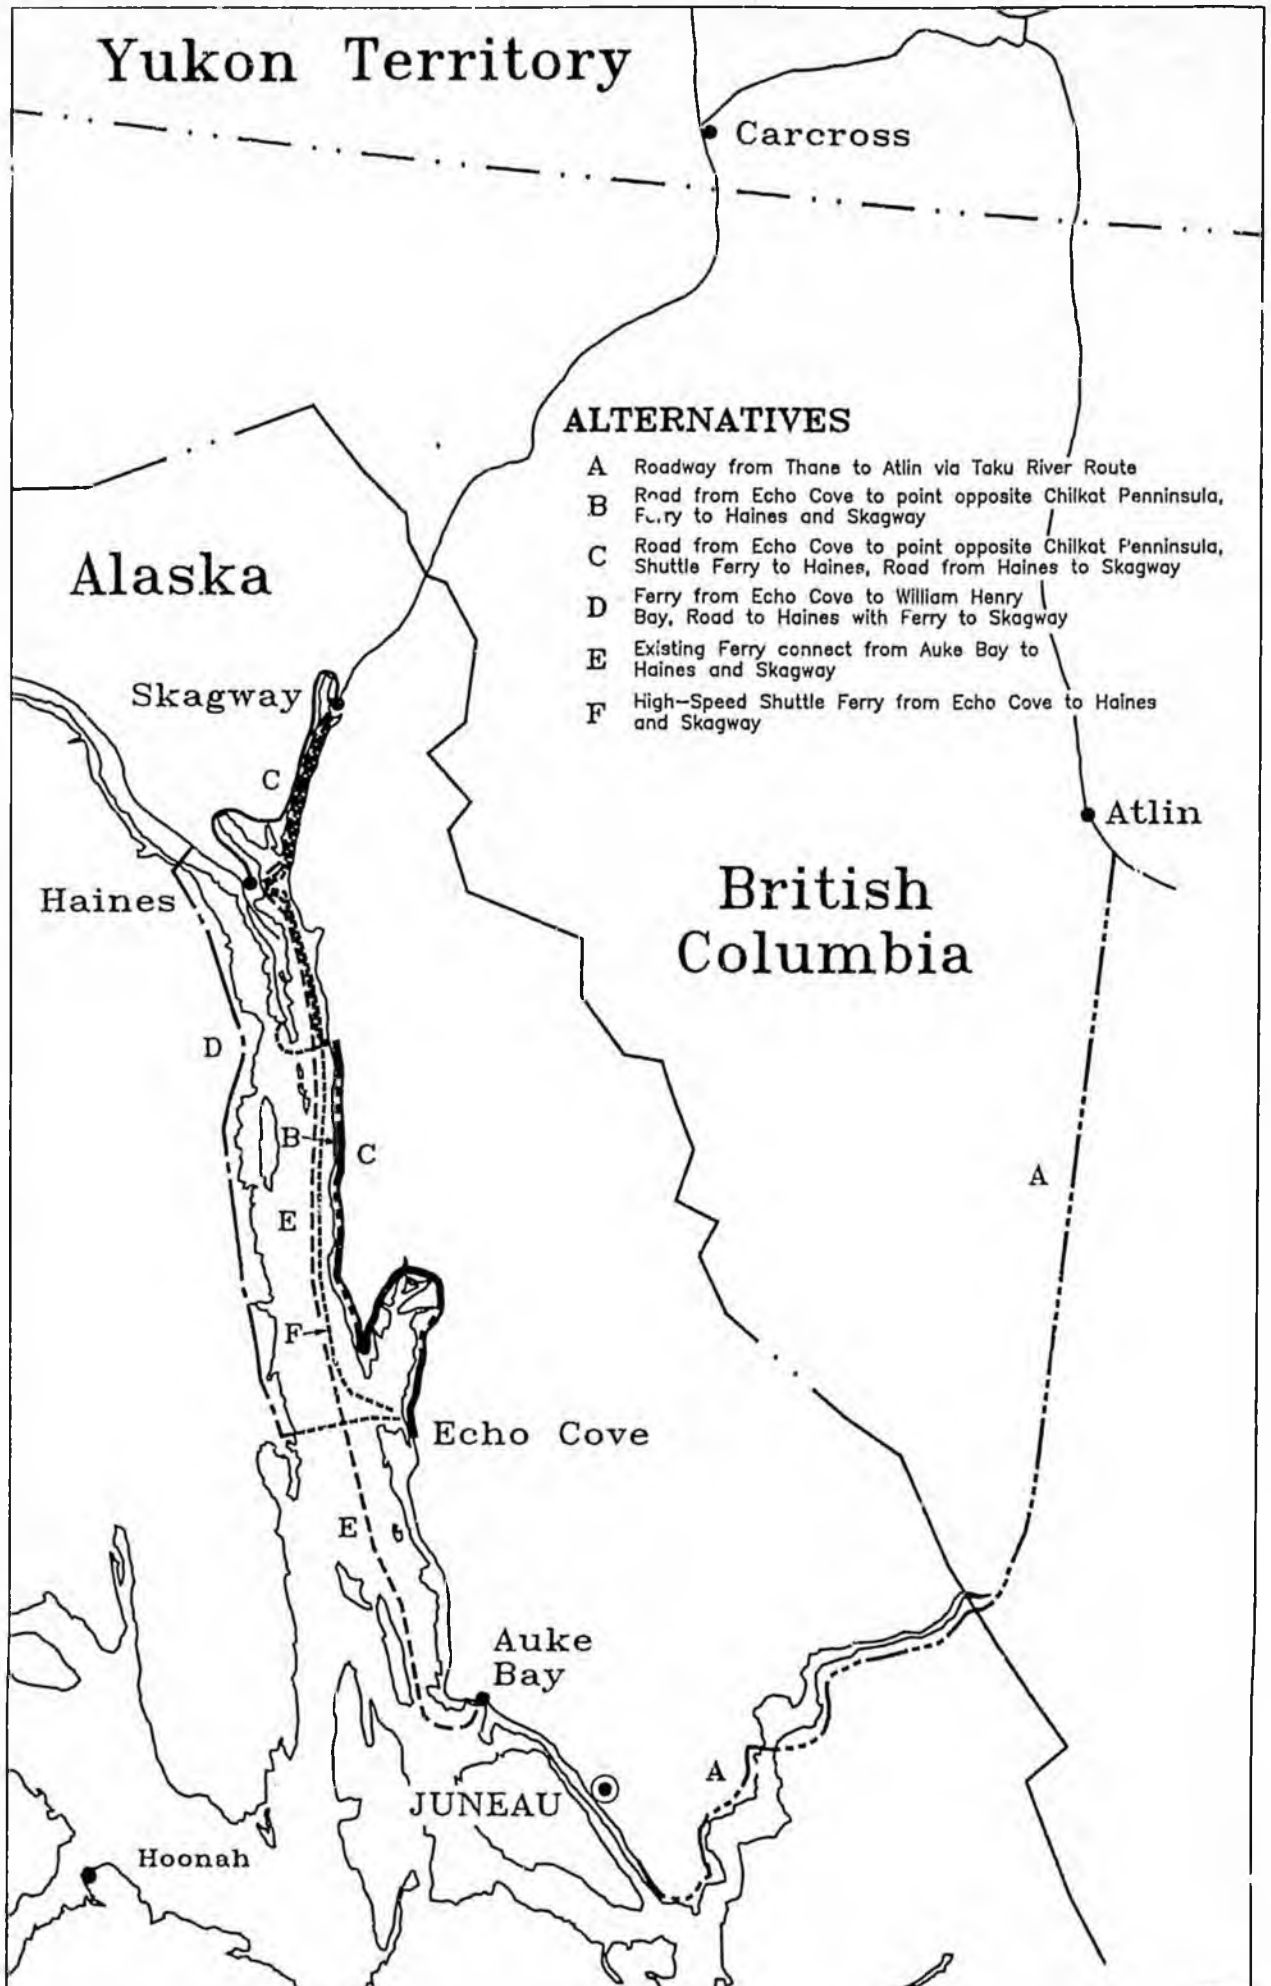 Yukon Territory
Carcross
ALTERNATIVES
A Roadway from Thane to Atlin via Taku River Route
B Road from Echo Cove to point opposite Chilkat Penninsula,
Ferry to Haines and Skagway
C Road from Echo Cove to point opposite Chilkat Penninsula,
Shuttle Ferry to Haines, Road from Haines to Skagway
D Ferry from Echo Cove to William Henry
Bay, Road to Haines with Ferry to Skagway
E Existing Ferry connect from Auke Bay to
Haines and Skagway
F High-Speed Shuttle Ferry from Echo Cove to Haines
and Skagway
Alaska
Skagway
C
Atlin
British
Columbia
Haines
D
B
C
A
E
F
Echo Cove
E
Auke
Bay
A
JUNEAU
Hoonah